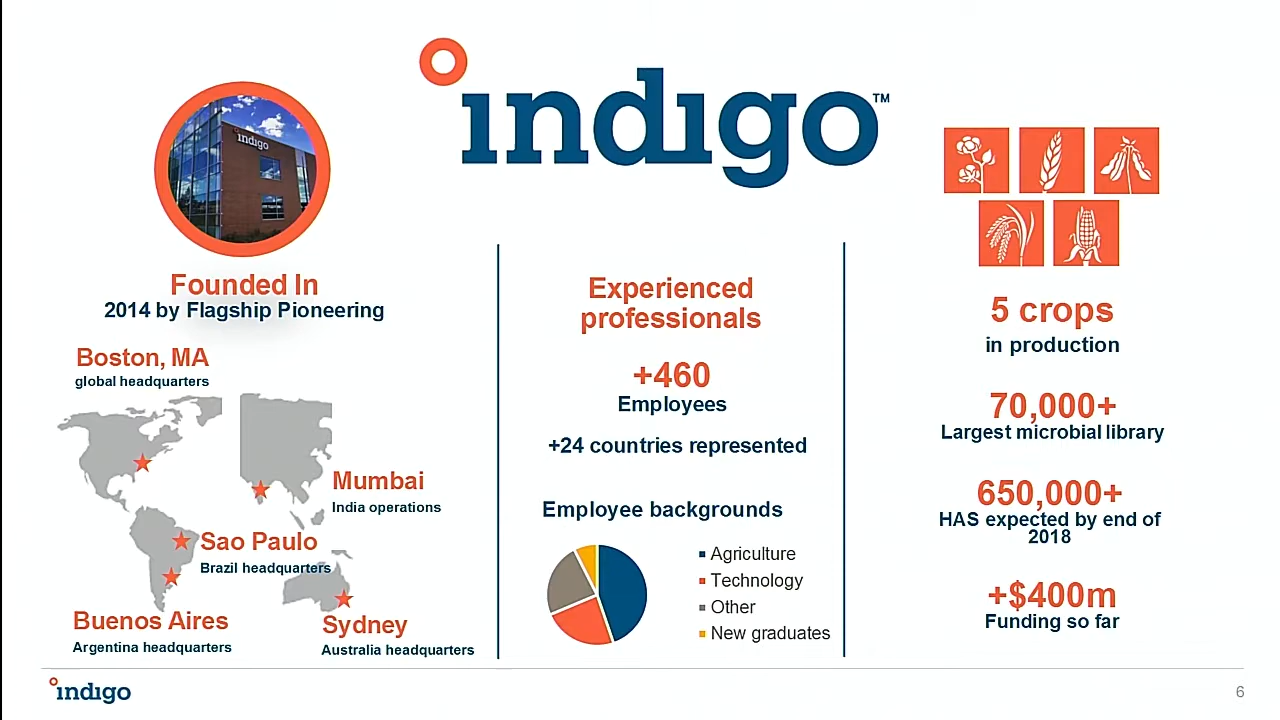 indigo™
indigo
Founded In
2014 by Flagship Pioneering
Boston, MA
global headquarters
Mumbai
India operations
Sao Paulo
Brazil headquarters
Buenos Aires
Argentina headquarters
Sydney
Australia headquarters
Experienced
professionals
+460
Employees
+24 countries represented
Employee backgrounds
Agriculture
Technology
Other
New graduates
5 crops
in production
70,000+
Largest microbial library
650,000+
HAS expected by end of
2018
+$400m
Funding so far
indigo
6